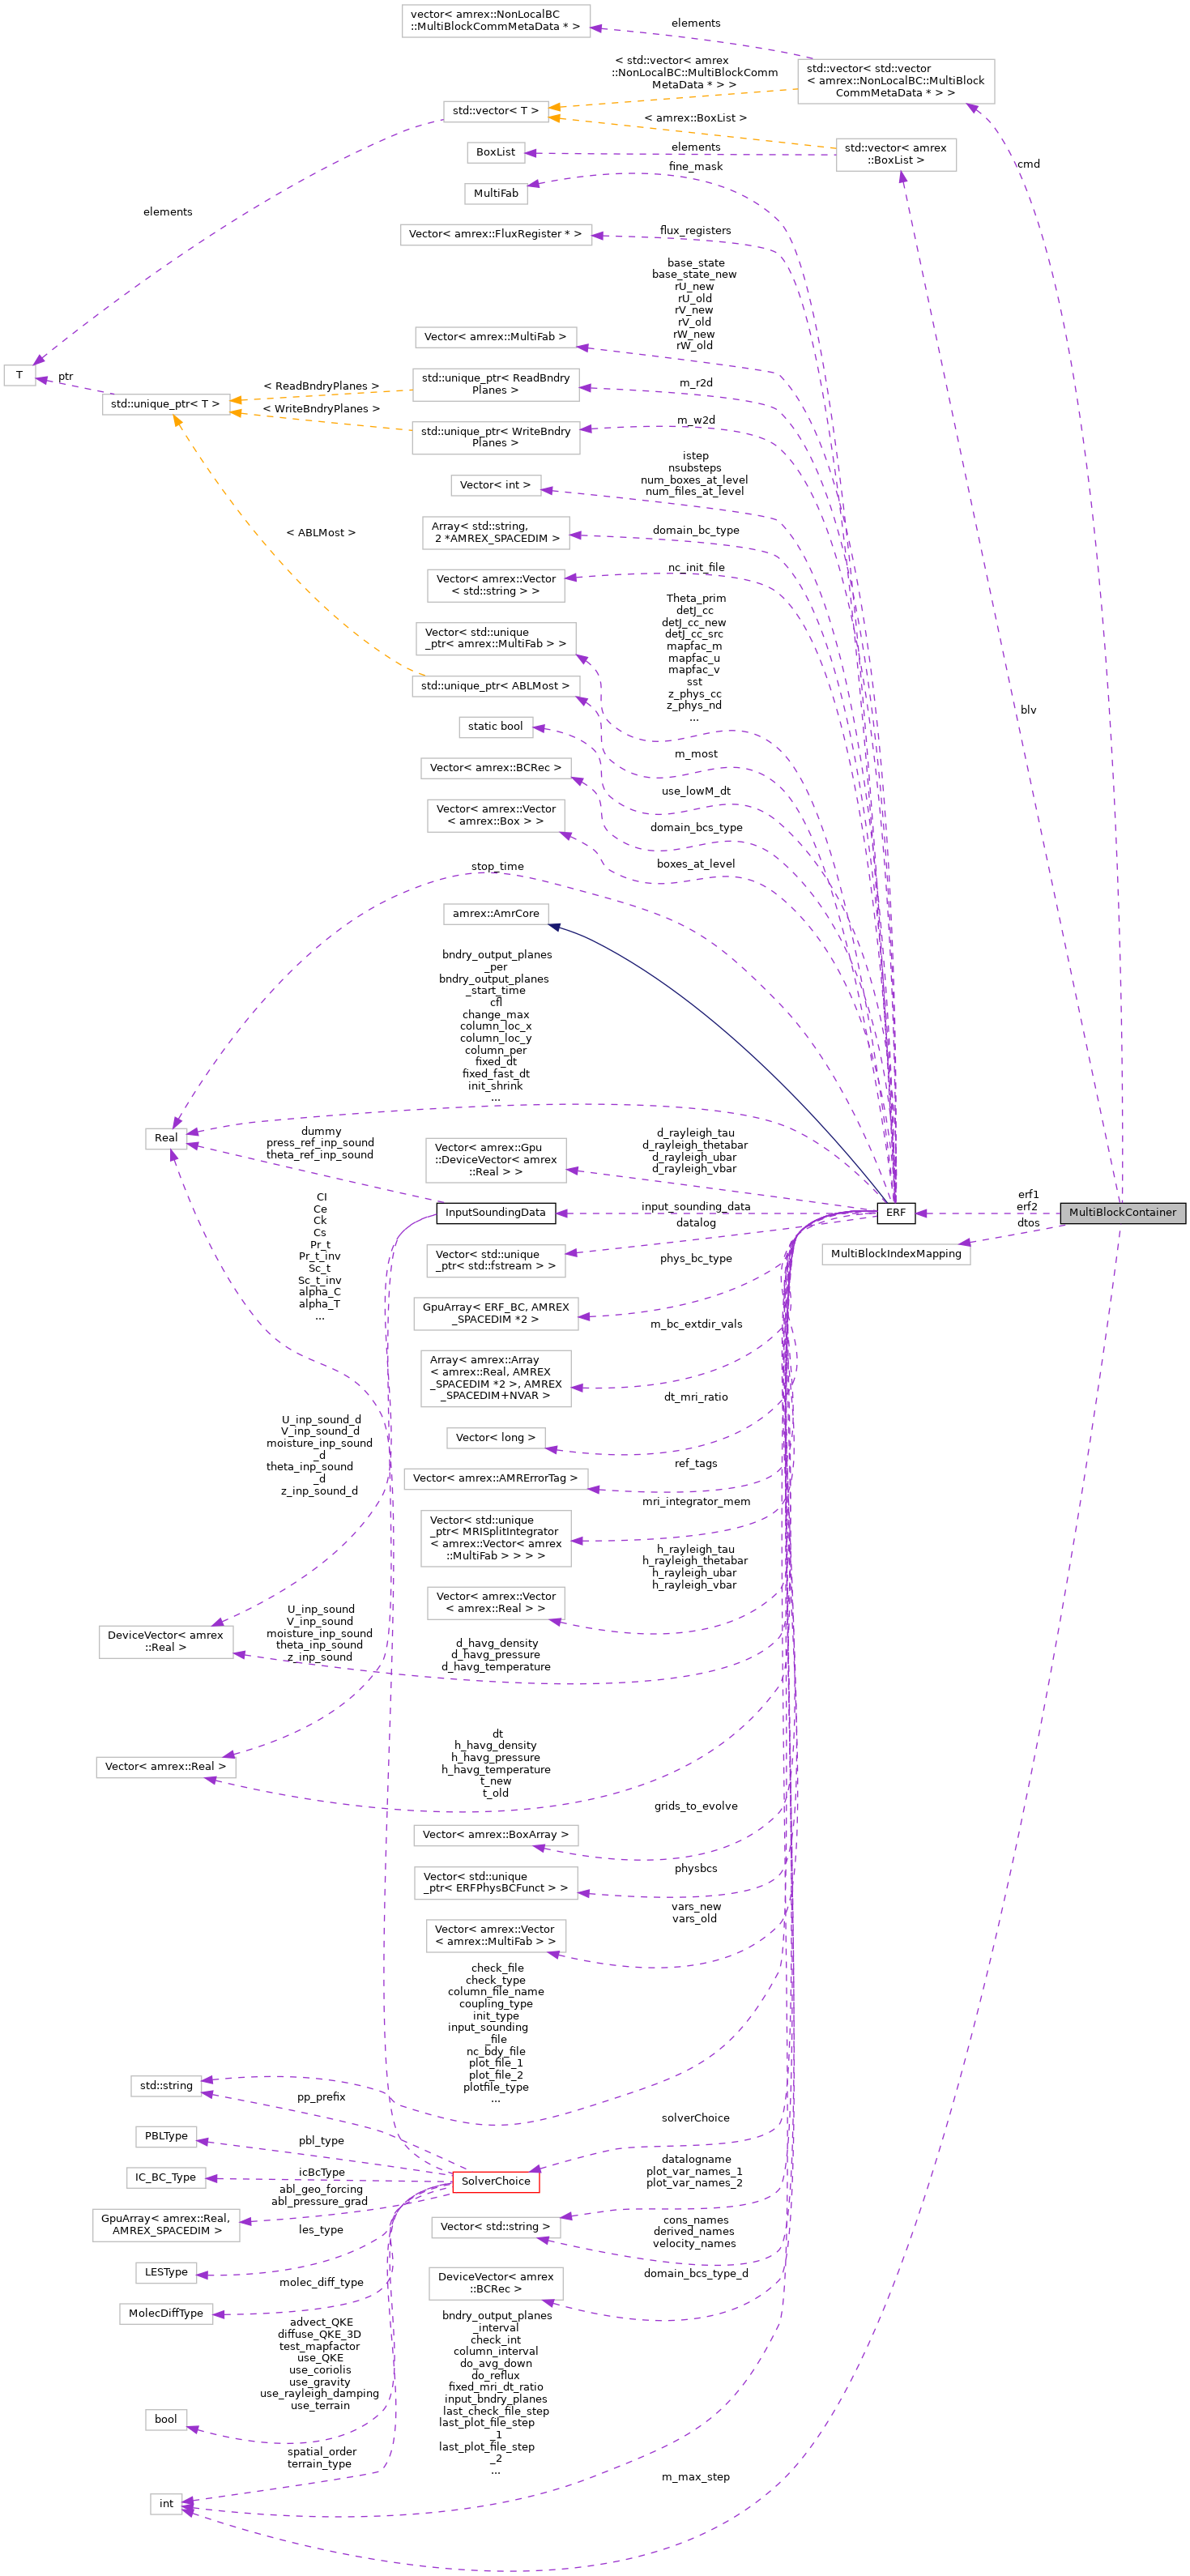 vector< amrex::NonLocalBC
::MultiBlockCommMetaData * >
elements
std::vector< std::vector
< amrex::NonLocalBC::MultiBlock
CommMetaData * > >
< std::vector< amrex
::NonLocalBC::MultiBlockComm
MetaData * > >
std::vector< T >
< amrex::BoxList >
std::vector< amrex
::BoxList >
BoxList
elements
cmd
fine_mask
MultiFab
elements
flux_registers
Vector< amrex::FluxRegister * >
base_state
base_state_new
rU_new
rU_old
rV_new
rV_old
rW_new
rW_old
Vector< amrex::MultiFab >
T
ptr
std::unique_ptr< T >
< ReadBndryPlanes >
std::unique_ptr< ReadBndry
Planes >
m_r2d
< WriteBndryPlanes >
std::unique_ptr< WriteBndry
Planes >
m_w2d
istep
nsubsteps
num_boxes_at_level
num_files_at_level
Vector< int >
Array< std::string,
2 *AMREX_SPACEDIM >
domain_bc_type
< ABLMost >
Vector< amrex::Vector
< std::string > >
nc_init_file
Theta_prim
detJ_cc
detJ_cc_new
detJ_cc_src
mapfac_m
mapfac_u
mapfac_v
sst
z_phys_cc
z_phys_nd
...
Vector< std::unique
_ptr< amrex::MultiFab > >
std::unique_ptr< ABLMost >
blv
static bool
m_most
Vector< amrex::BCRec >
use_lowM_dt
Vector< amrex::Vector
< amrex::Box > >
domain_bcs_type
boxes_at_level
stop_time
amrex::AmrCore
bndry_output_planes
_per
bndry_output_planes
_start_time
cfl
change_max
column_loc_x
column_loc_y
column_per
fixed_dt
fixed_fast_dt
init_shrink
...
Real
dummy
press_ref_inp_sound
theta_ref_inp_sound
Vector< amrex::Gpu
::DeviceVector< amrex
::Real > >
d_rayleigh_tau
d_rayleigh_thetabar
d_rayleigh_ubar
d_rayleigh_vbar
InputSoundingData
input_sounding_data
ERF
erf1
erf2
MultiBlockContainer
dtos
MultiBlockIndexMapping
CI
Ce
Ck
Cs
Pr_t
Pr_t_inv
Sc_t
Sc_t_inv
alpha_C
alpha_T
...
datalog
Vector< std::unique
_ptr< std::fstream > >
phys_bc_type
GpuArray< ERF_BC, AMREX
_SPACEDIM *2 >
m_bc_extdir_vals
Array< amrex::Array
< amrex::Real, AMREX
_SPACEDIM *2 >, AMREX
_SPACEDIM+NVAR >
dt_mri_ratio
Vector< long >
U_inp_sound_d
V_inp_sound_d
moisture_inp_sound
_d
theta_inp_sound
_d
z_inp_sound_d
ref_tags
Vector< amrex::AMRErrorTag >
mri_integrator_mem
Vector< std::unique
_ptr< MRISplitIntegrator
< amrex::Vector< amrex
::MultiFab > > > >
h_rayleigh_tau
h_rayleigh_thetabar
h_rayleigh_ubar
h_rayleigh_vbar
Vector< amrex::Vector
< amrex::Real > >
DeviceVector< amrex
::Real >
U_inp_sound
V_inp_sound
moisture_inp_sound
theta_inp_sound
z_inp_sound
d_havg_density
d_havg_pressure
d_havg_temperature
dt
h_havg_density
h_havg_pressure
h_havg_temperature
t_new
t_old
Vector< amrex::Real >
grids_to_evolve
Vector< amrex::BoxArray >
physbcs
Vector< std::unique
_ptr< ERFPhysBCFunct > >
vars_new
vars_old
Vector< amrex::Vector
< amrex::MultiFab > >
check_file
check_type
column_file_name
coupling_type
init_type
input_sounding
_file
nc_bdy_file
plot_file_1
plot_file_2
plotfile_type
...
std::string
pp_prefix
solverChoice
PBLType
pbl_type
IC_BC_Type
icBcType
SolverChoice
datalogname
plot_var_names_1
plot_var_names_2
abl_geo_forcing
abl_pressure_grad
GpuArray< amrex::Real,
AMREX_SPACEDIM >
Vector< std::string >
les_type
cons_names
derived_names
velocity_names
LESType
domain_bcs_type_d
molec_diff_type
DeviceVector< amrex
::BCRec >
MolecDiffType
advect_QKE
diffuse_QKE_3D
test_mapfactor
use_QKE
use_coriolis
use_gravity
use_rayleigh_damping
use_terrain
bndry_output_planes
_interval
check_int
column_interval
do_avg_down
do_reflux
fixed_mri_dt_ratio
input_bndry_planes
last_check_file_step
last_plot_file_step
_1
last_plot_file_step
_2
...
bool
spatial_order
terrain_type
m_max_step
int